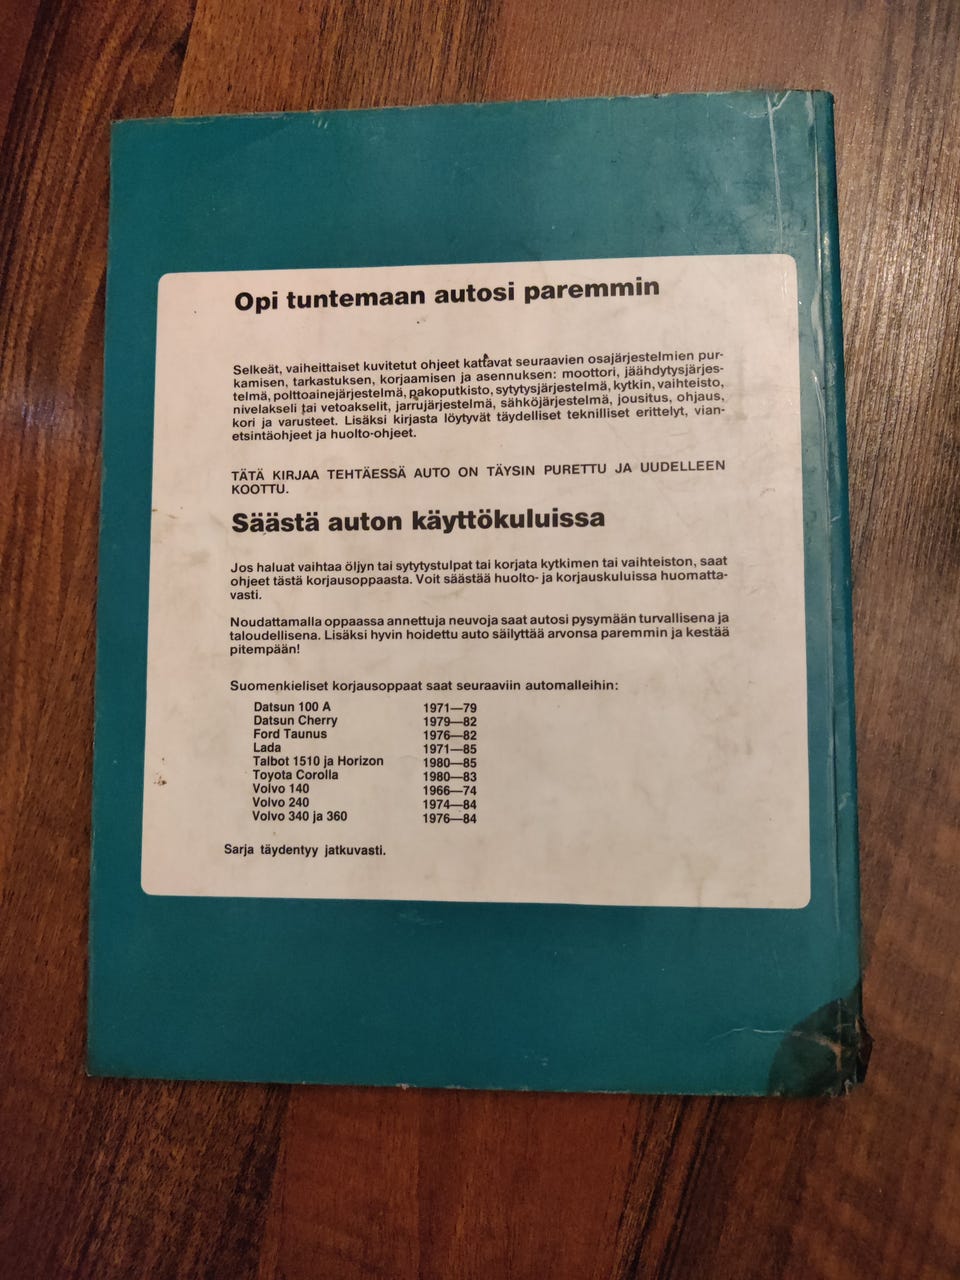 Opi tuntemaan autosi paremmin
Selkeät, vaiheittaiset kuvitetut ohjeet kattavat seuraavien osajärjestelmien pur-
kamisen, tarkastuksen, korjaamisen ja asennuksen: moottori, jäähdytysjärjes-
telmä, polttoainejärjestelmä, pakoputkisto, sytytysjärjestelmä, kytkin, vaihteisto,
nivelakseli tai vetoakselit, jarrujärjestelmä, sähköjärjestelmä, jousitus, ohjaus,
kori ja varusteet. Lisäksi kirjasta löytyvät täydelliset teknilliset erittelyt, vian-
etsintäohjeet ja huolto-ohjeet.
TÄTÄ KIRJAA TEHTÄESSÄ AUTO ON TÄYSIN PURETTU JA UUDELLEEN
KOOTTU.
Säästä auton käyttökuluissa
Jos haluat vaihtaa öljyn tai sytytystulpat tai korjata kytkimen tai vaihteiston, saat
ohjeet tästä korjausoppaasta. Voit säästää huolto- ja korjauskuluissa huomatta-
vasti.
Noudattamalla oppaassa annettuja neuvoja saat autosi pysymään turvallisena ja
taloudellisena. Lisäksi hyvin hoidettu auto säilyttää arvonsa paremmin ja kestää
pitempään!
Suomenkieliset korjausoppaat saat seuraaviin automalleihin:
Datsun 100 A 1971—79
Datsun Cherry 1979—82
Ford Taunus 1976—82
Lada 1971—85
Talbot 1510 ja Horizon 1980—85
Toyota Corolla 1980—83
Volvo 140 1966—74
Volvo 240 1974—84
Volvo 340 ja 360 1976—84
Sarja täydentyy jatkuvasti.